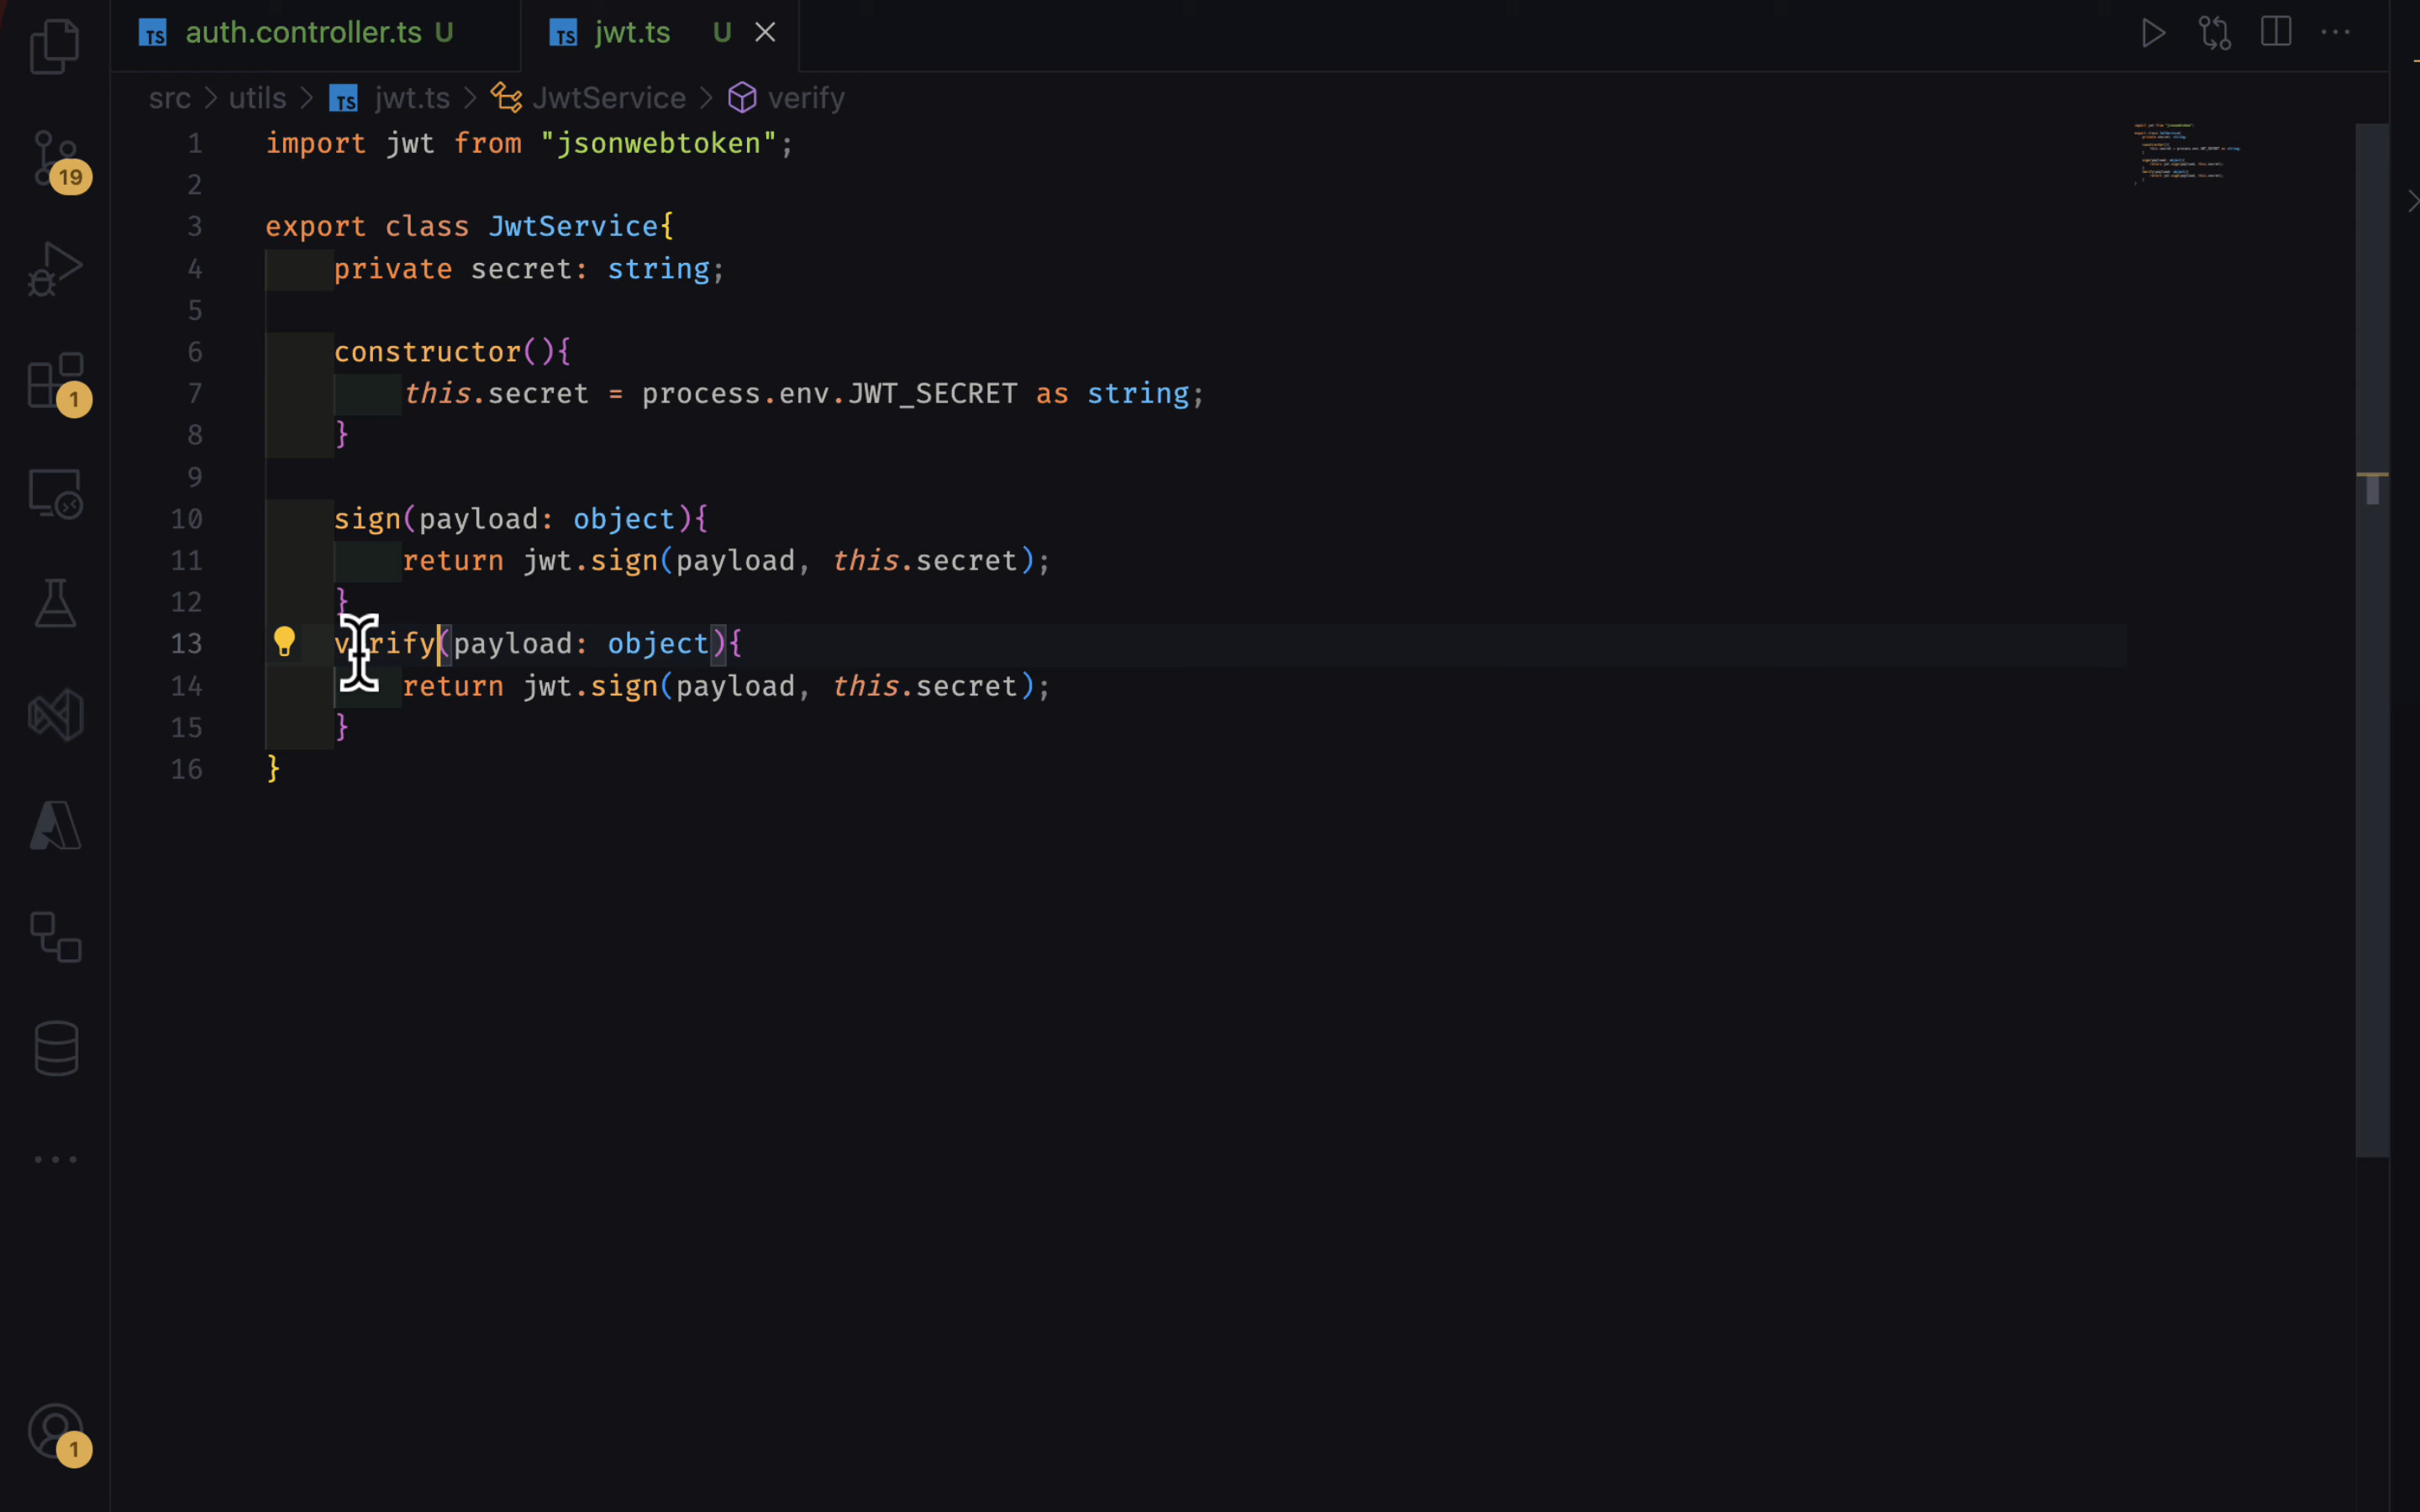 auth.controller.ts U
jwt.ts U
src > utils > jwt.ts > JwtService > verify
1 import jwt from "jsonwebtoken";
2
3 export class JwtService{
4 private secret: string;
5
6 constructor(){
7 this.secret = process.env.JWT_SECRET as string;
8 }
9
10 sign(payload: object){
11 return jwt.sign(payload, this.secret);
12 }
13 verify(payload: object){
14 return jwt.sign(payload, this.secret);
15 }
16 }
19
1
1